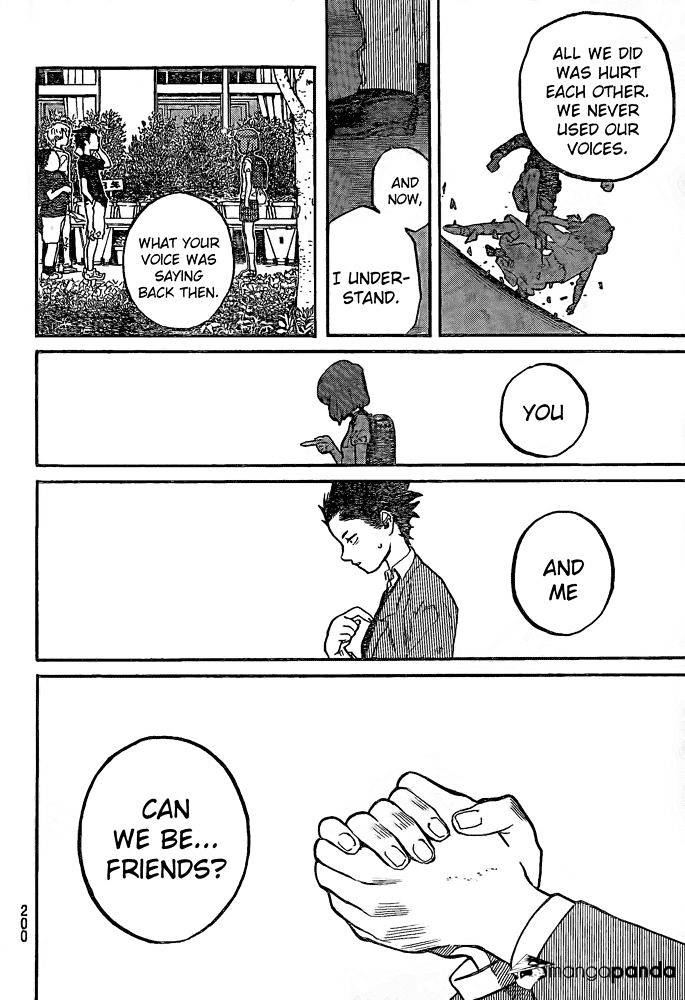 ALL WE DID
WAS HURT
EACH OTHER.
WE NEVER
USED OUR
VOICES.
AND
NOW,
I UNDER-
STAND.
WHAT YOUR
VOICE WAS
SAYING
BACK THEN.
YOU
AND
ME
CAN
WE BE...
FRIENDS?
200
mangapanda